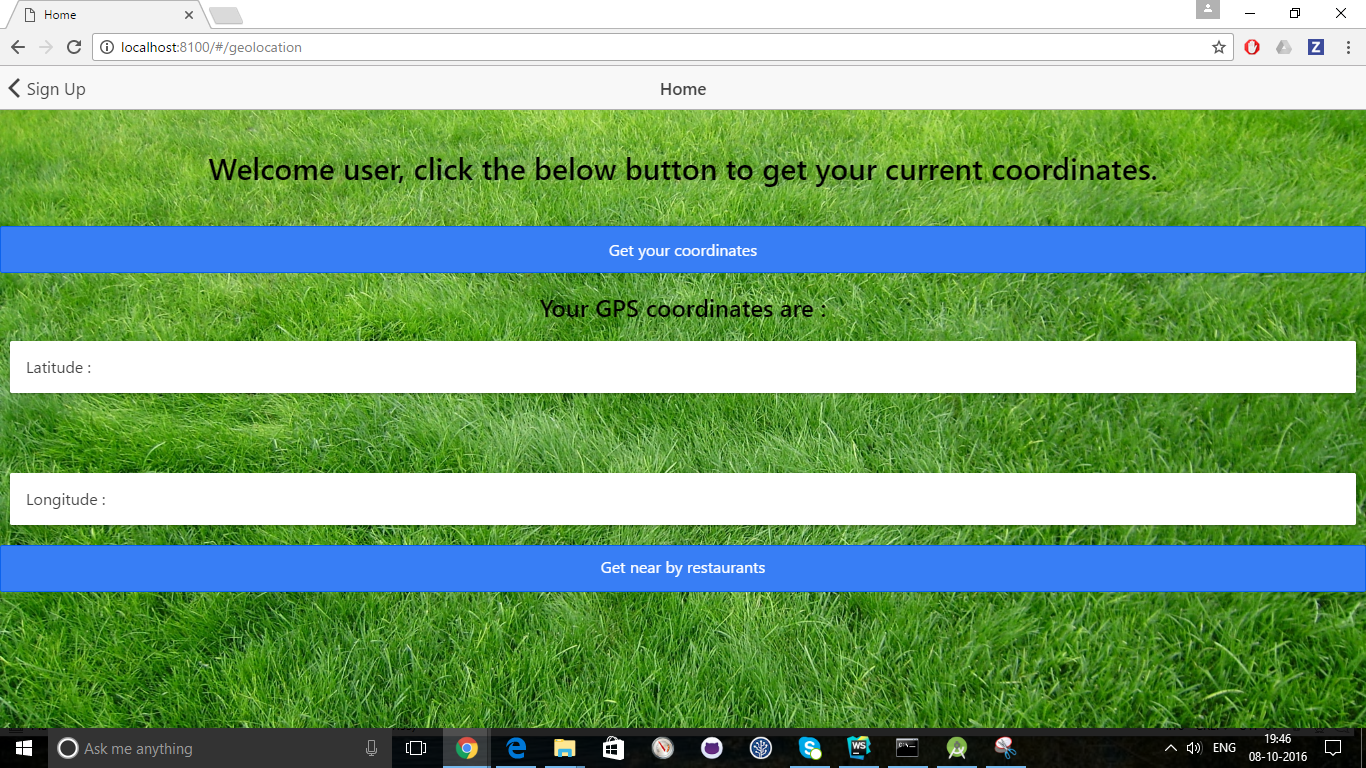 Home
localhost:8100/#/geolocation
Z
Sign Up
Home
Welcome user, click the below button to get your current coordinates.
Get your coordinates
Your GPS coordinates are :
Latitude :
Longitude :
Get near by restaurants
Ask me anything
WS
ENG
19:46
08-10-2016